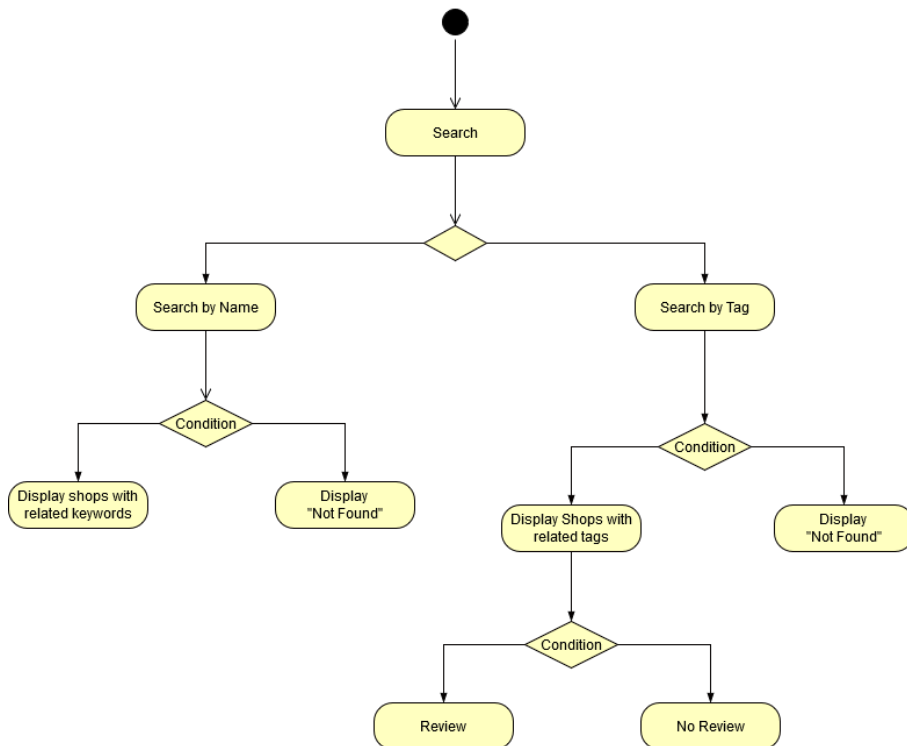 Search
Search by Name
Search by Tag
Condition
Condition
Display shops with
related keywords
Display
"Not Found"
Display Shops with
related tags
Display
"Not Found"
Condition
Review
No Review